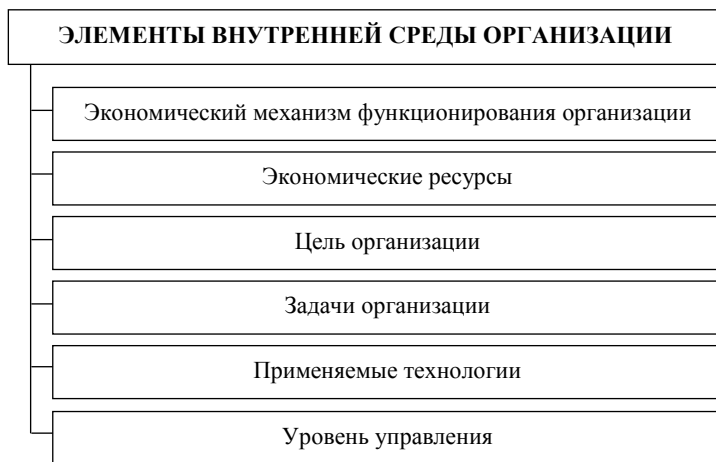 ЭЛЕМЕНТЫ ВНУТРЕННЕЙ СРЕДЫ ОРГАНИЗАЦИИ
Экономический механизм функционирования организации
Экономические ресурсы
Цель организации
Задачи организации
Применяемые технологии
Уровень управления